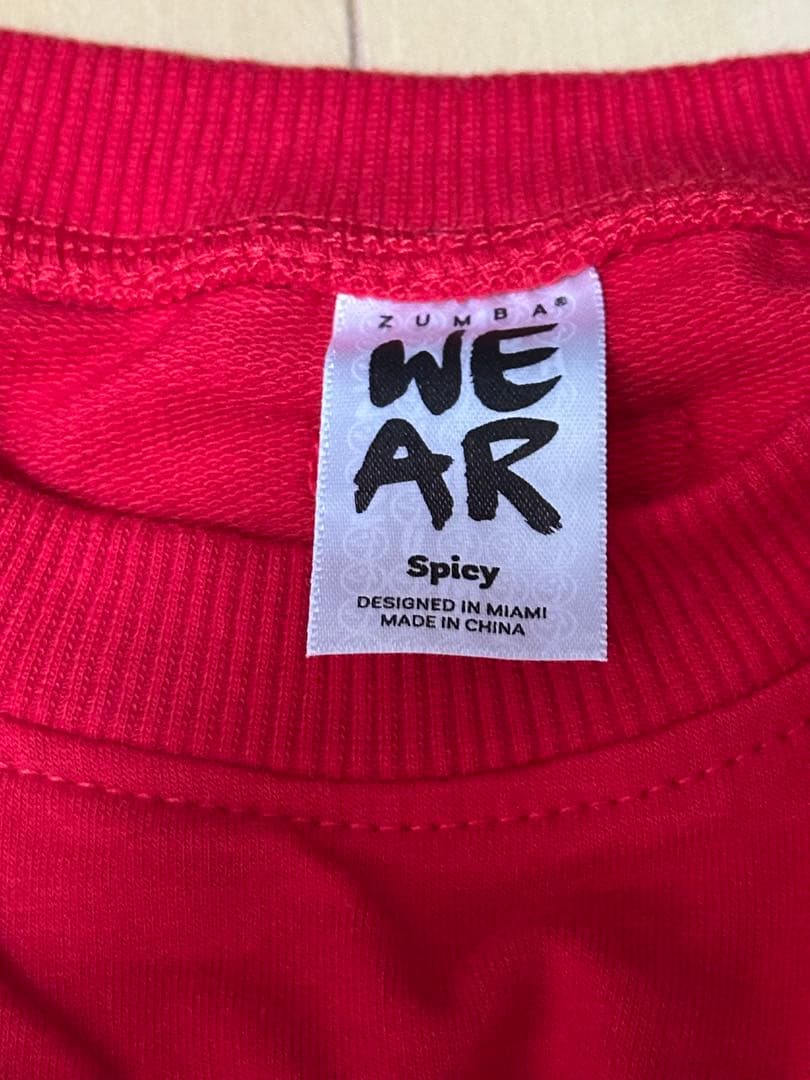 ZUMBA®
WE
AR
Spicy
DESIGNED IN MIAMI
MADE IN CHINA